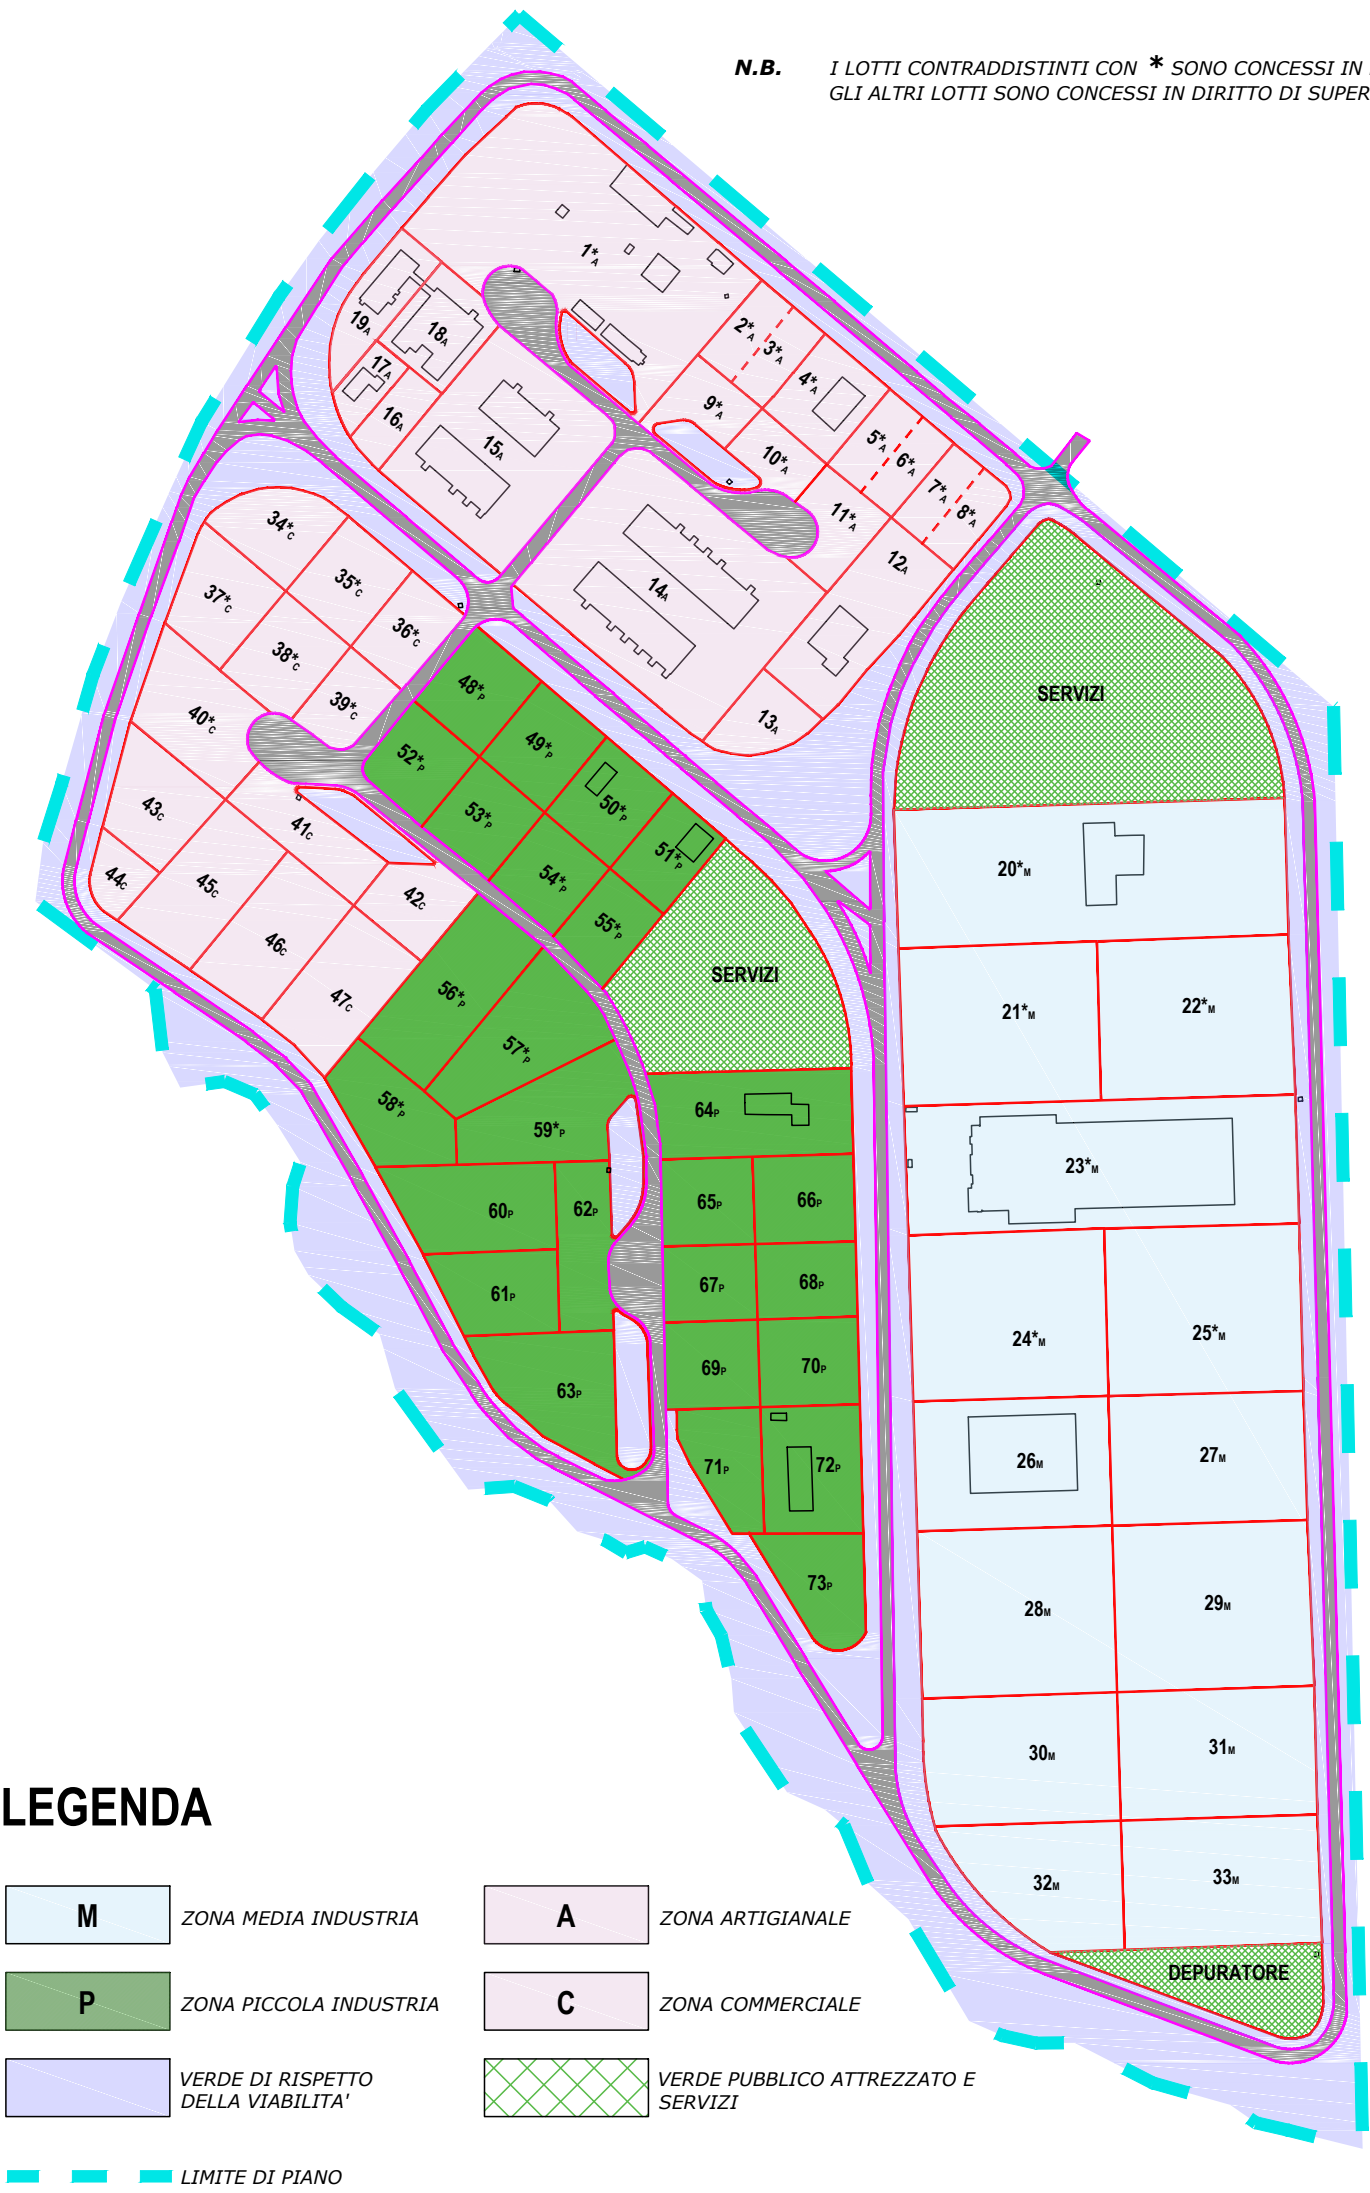 N.B. I LOTTI CONTRADDISTINTI CON * SONO CONCESSI IN
GLI ALTRI LOTTI SONO CONCESSI IN DIRITTO DI SUPER
1*A
2*A
3*A
4*A
5*A
6*A
7*A
8*A
9*A
10*A
11*A
12A
13A
14A
15A
16A
17A
18A
19A
34*C
35*C
36*C
37*C
38*C
39*C
40*C
41C
42C
43C
44C
45C
46C
47C
48*P
49*P
50*P
51*P
52*P
53*P
54*P
55*P
56*P
57*P
58*P
59*P
60P
61P
62P
63P
SERVIZI
64P
65P
66P
67P
68P
69P
70P
71P
72P
73P
SERVIZI
20*M
21*M
22*M
23*M
24*M
25*M
26M
27M
28M
29M
30M
31M
32M
33M
DEPURATORE
LEGENDA
M ZONA MEDIA INDUSTRIA
A ZONA ARTIGIANALE
P ZONA PICCOLA INDUSTRIA
C ZONA COMMERCIALE
VERDE DI RISPETTO
DELLA VIABILITA'
VERDE PUBBLICO ATTREZZATO E
SERVIZI
LIMITE DI PIANO